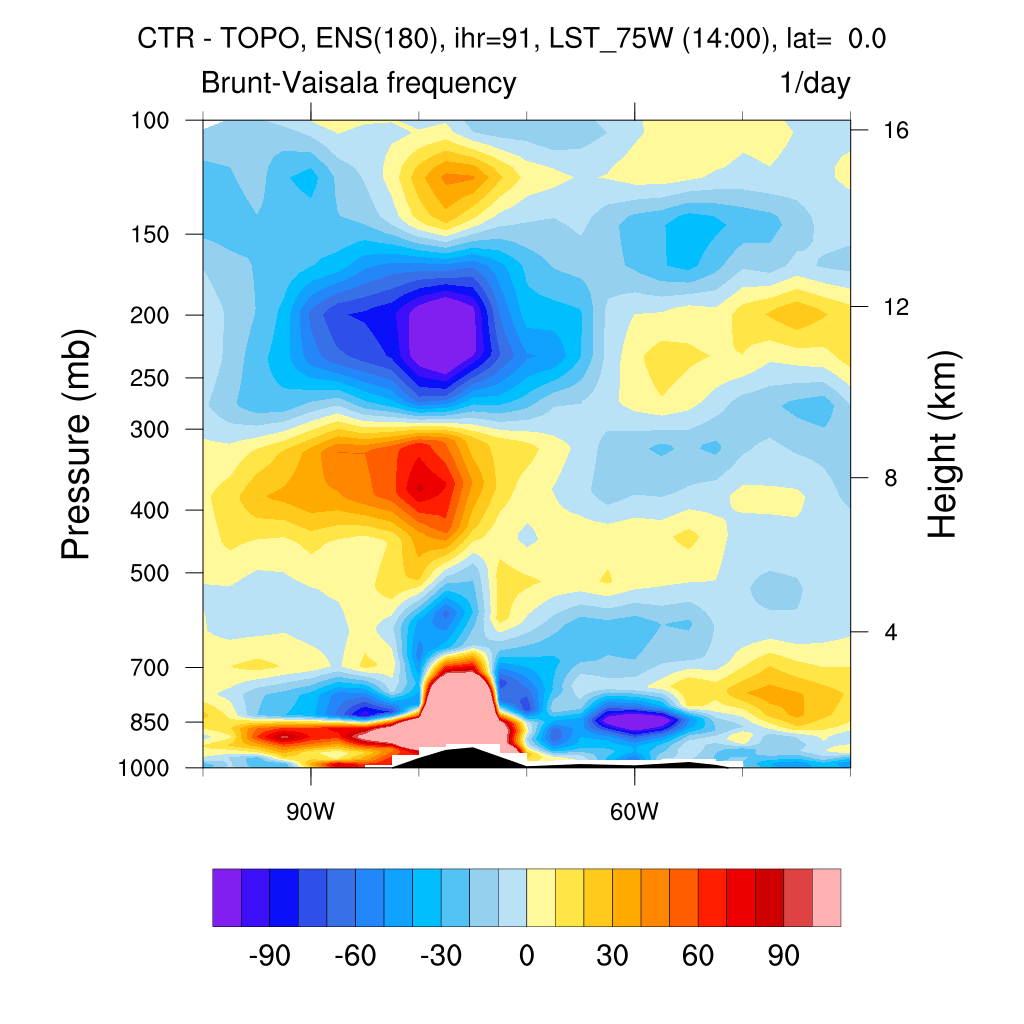 CTR - TOPO, ENS(180), ihr=91, LST_75W (14:00), lat=  0.0
Brunt-Vaisala frequency 1/day
100
150
200
250
300
400
500
700
850
1000
Pressure (mb)
16
12
8
4
Height (km)
90W 60W
-90 -60 -30 0 30 60 90